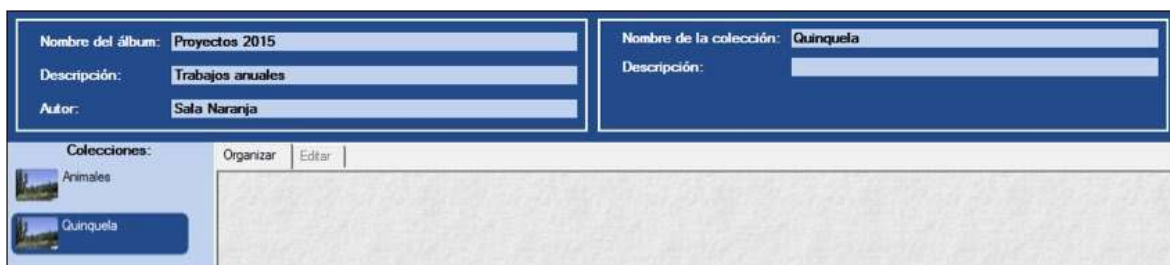 Nombre del álbum: Proyectos 2015
Descripción: Trabajos anuales
Autor: Sala Naranja
Nombre de la colección: Quinquela
Descripción:
Colecciones:
Animales
Quinquela
Organizar
Editar